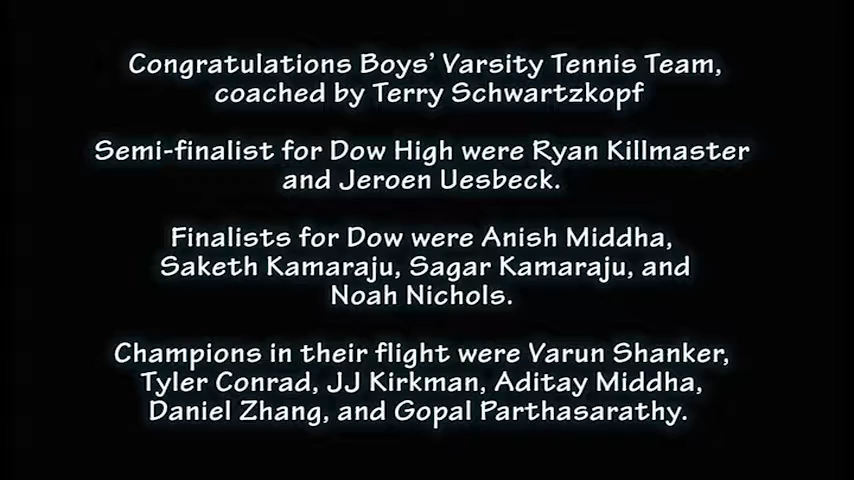 Congratulations Boys' Varsity Tennis Team,
coached by Terry Schwartzkopf
Semi-finalist for Dow High were Ryan Killmaster
and Jeroen Uesbeck.
Finalists for Dow were Anish Middha,
Saketh Kamaraju, Sagar Kamaraju, and
Noah Nichols.
Champions in their flight were Varun Shanker,
Tyler Conrad, JJ Kirkman, Aditay Middha,
Daniel Zhang, and Gopal Parthasarathy.